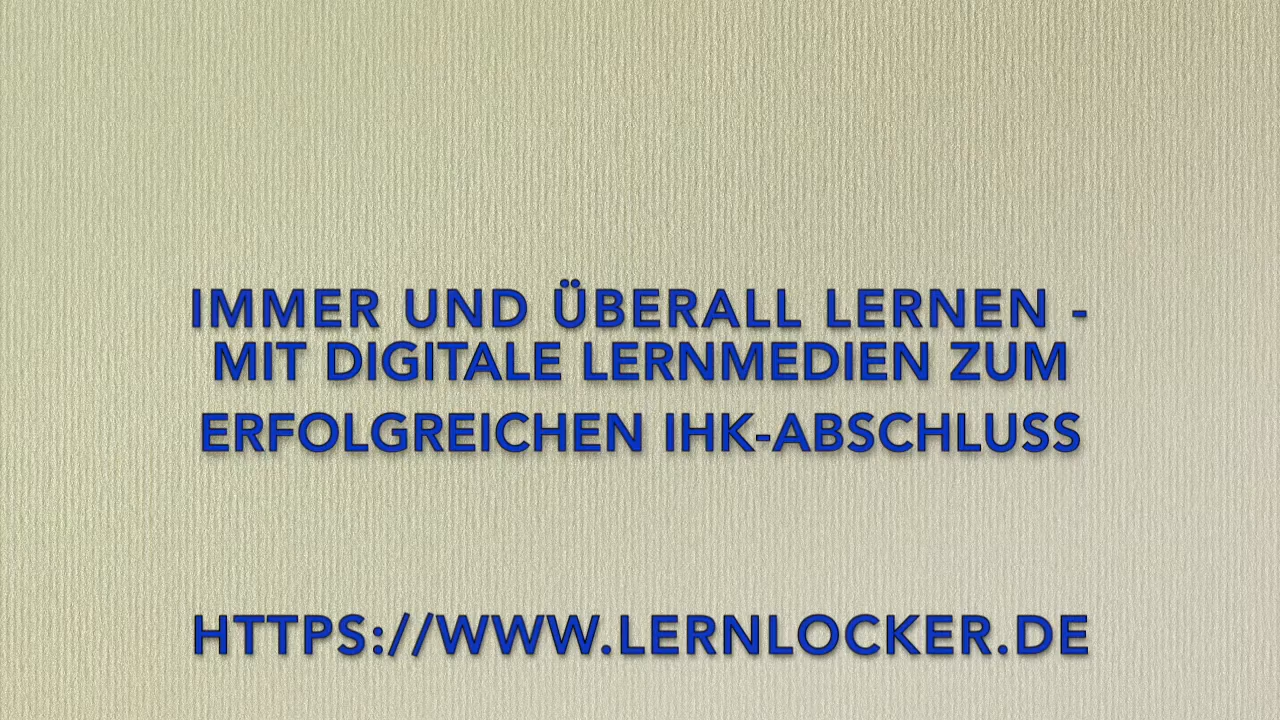 IMMER UND ÜBERALL LERNEN -
MIT DIGITALE LERNMEDIEN ZUM
ERFOLGREICHEN IHK-ABSCHLUSS
HTTPS://WWW.LERNLOCKER.DE